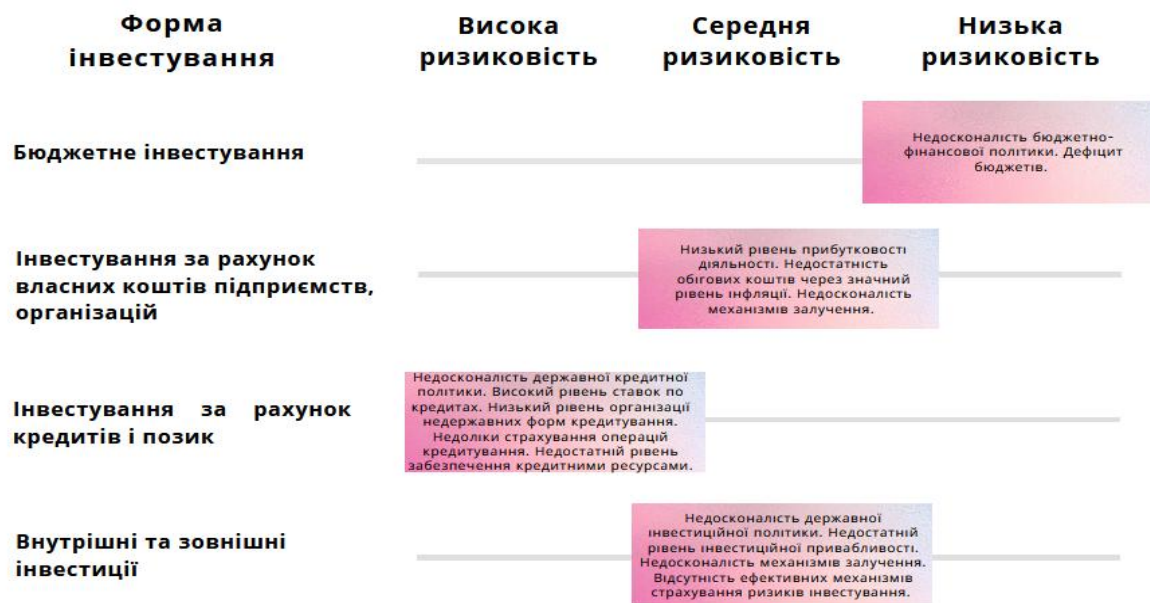 Форма
інвестування
Висока
ризиковість
Середня
ризиковість
Низька
ризиковість
Бюджетне інвестування
Недосконалість бюджетно-
фінансової політики. Дефіцит
бюджетів.
Інвестування за рахунок
власних коштів підприємств,
організацій
Низький рівень прибутковості
діяльності. Недостатність
обігових коштів через значний
рівень інфляції. Недосконалість
механізмів залучення.
Інвестування за рахунок
кредитів і позик
Недосконалість державної кредитної
політики. Високий рівень ставок по
кредитах. Низький рівень організації
недержавних форм кредитування.
Недоліки страхування операцій
кредитування. Недостатній рівень
забезпечення кредитними ресурсами.
Внутрішні та зовнішні
інвестиції
Недосконалість державної
інвестиційної політики. Недостатній
рівень інвестиційної привабливості.
Недосконалість механізмів залучення.
Відсутність ефективних механізмів
страхування ризиків інвестування.